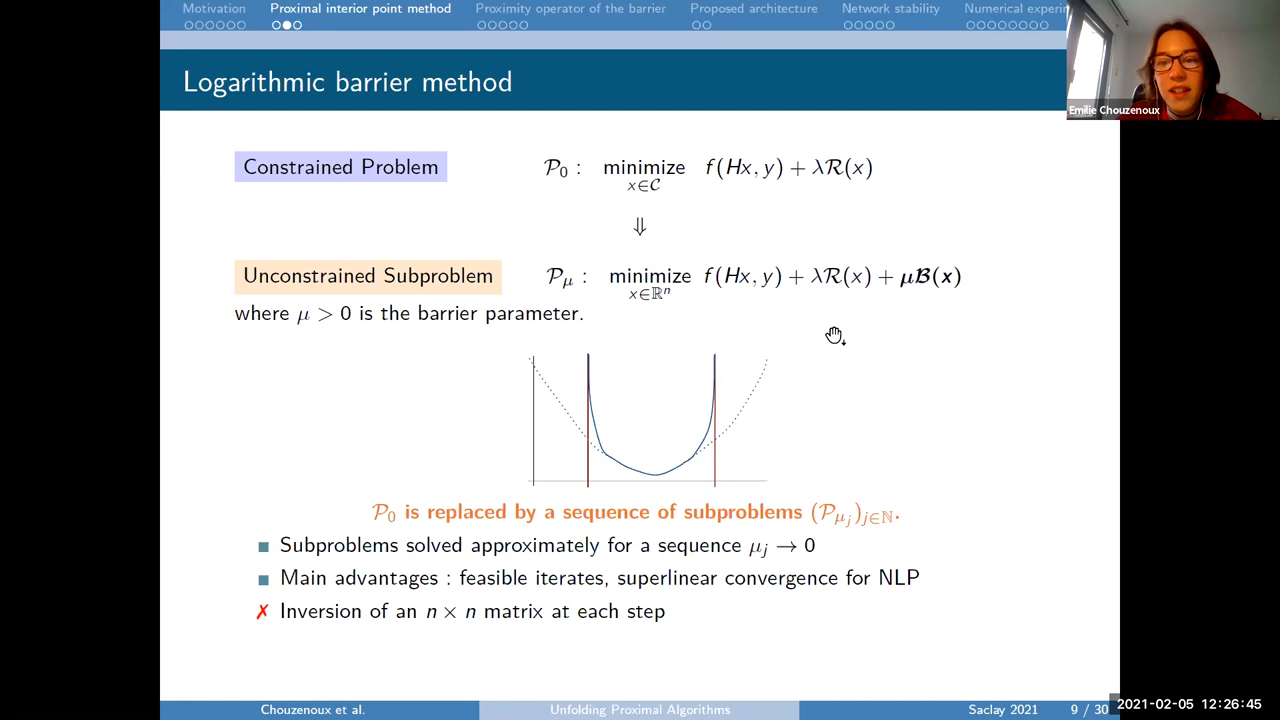 Motivation Proximal interior point method Proximity operator of the barrier Proposed architecture Network stability Numerical experim
Emilie Chouzenoux
Logarithmic barrier method
Constrained Problem
𝒫₀ : minimize f(Hx, y) + λℛ(x)
x∈𝒞
⇓
Unconstrained Subproblem
𝒫_μ : minimize f(Hx, y) + λℛ(x) + μℬ(x)
x∈ℝⁿ
where μ > 0 is the barrier parameter.
𝒫₀ is replaced by a sequence of subproblems (𝒫_{μ_j})_{j∈ℕ}.
Subproblems solved approximately for a sequence μ_j → 0
Main advantages : feasible iterates, superlinear convergence for NLP
✗ Inversion of an n × n matrix at each step
Chouzenoux et al. Unfolding Proximal Algorithms Saclay 2021 9 / 30
2021-02-05 12:26:45